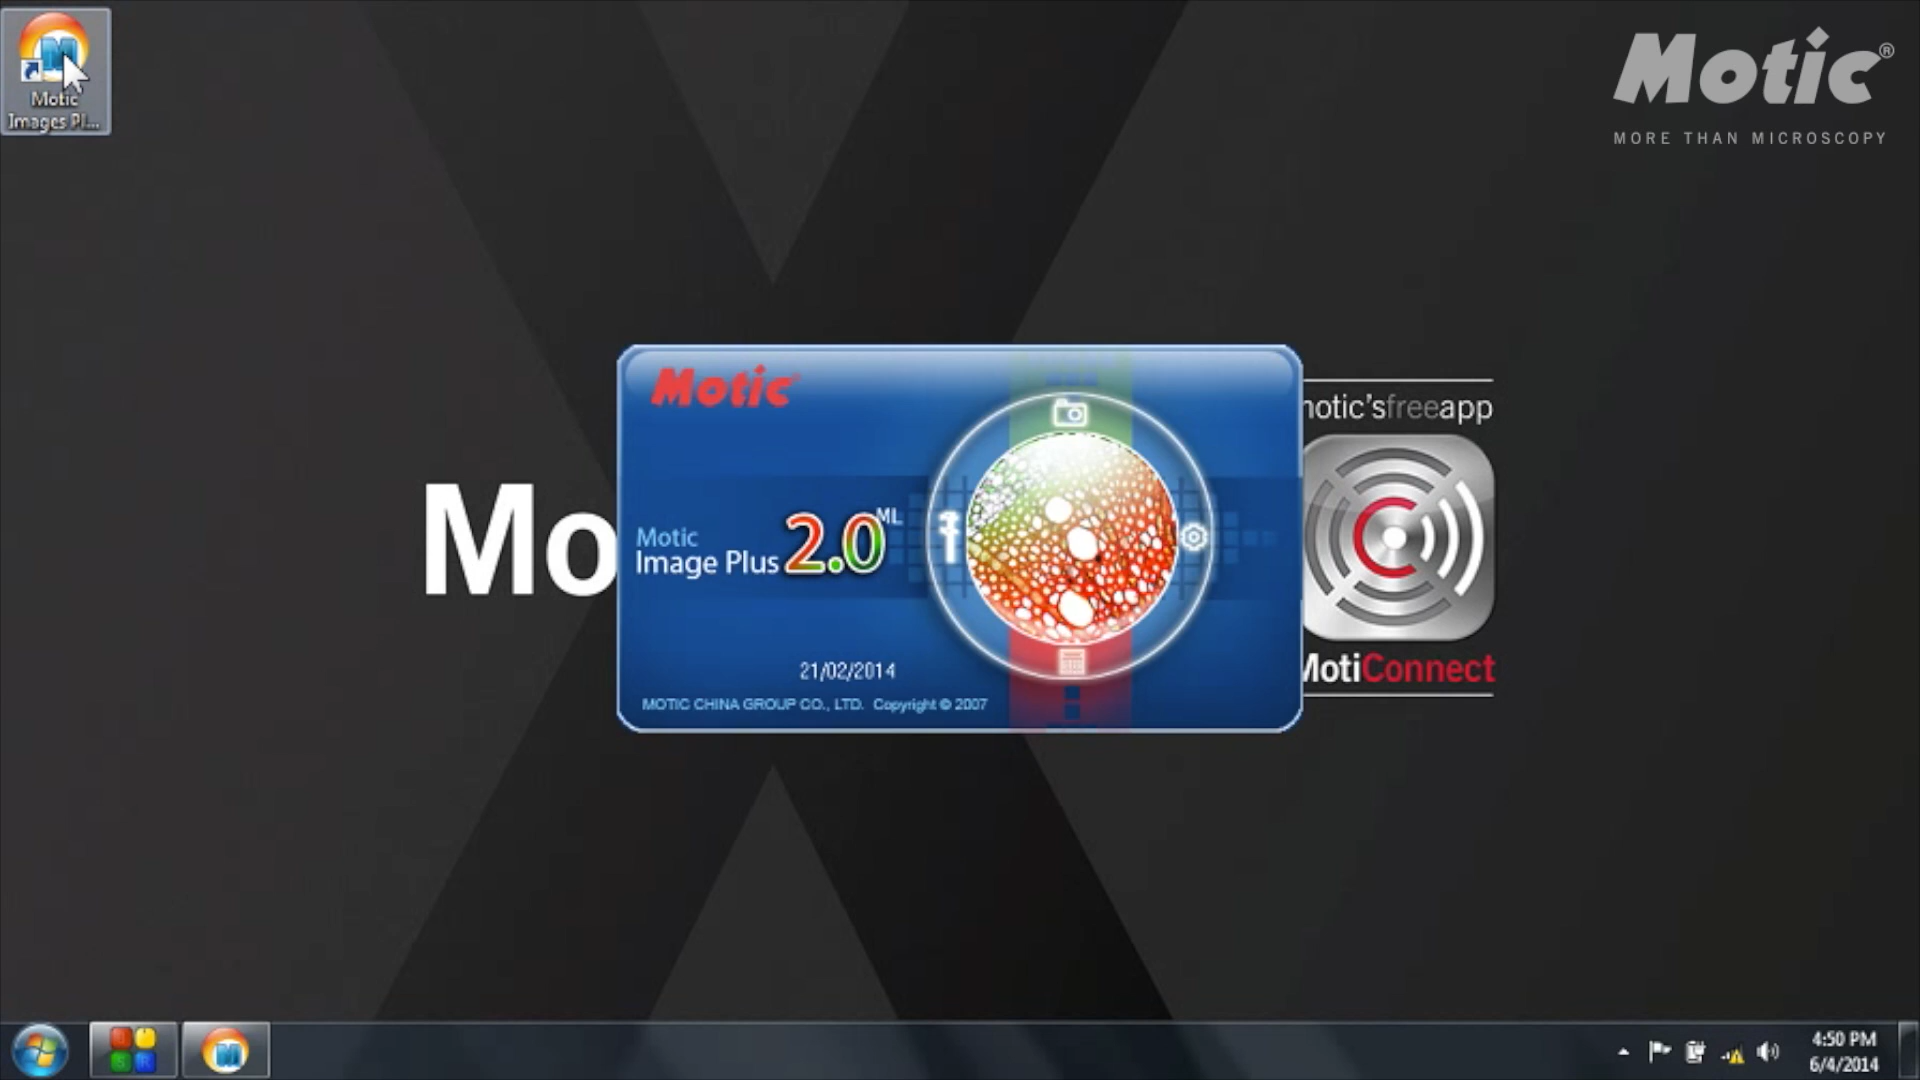 Motic
Images Pl...
Motic®
MORE THAN MICROSCOPY
Motic
Motic
Image Plus 2.0 ML
21/02/2014
MOTIC CHINA GROUP CO., LTD. Copyright © 2007
Mo
otic'sfreeapp
MotiConnect
4:50 PM
6/4/2014